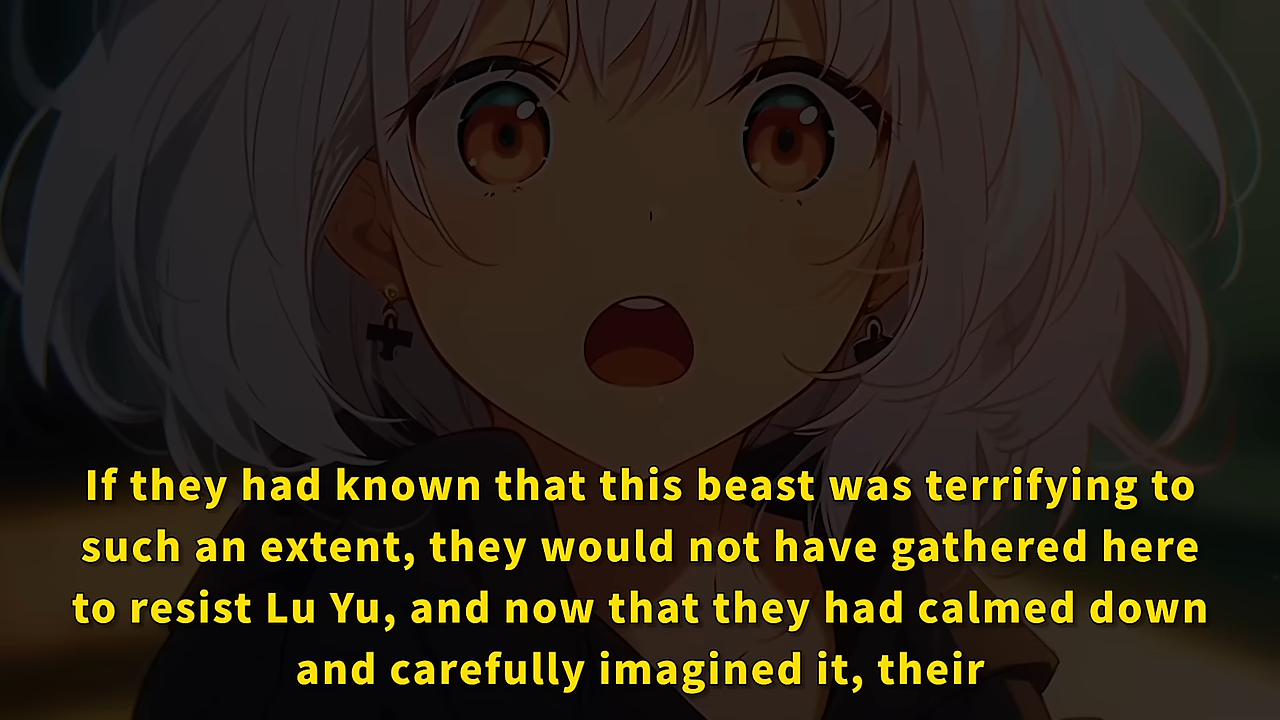 If they had known that this beast was terrifying to
such an extent, they would not have gathered here
to resist Lu Yu, and now that they had calmed down
and carefully imagined it, their